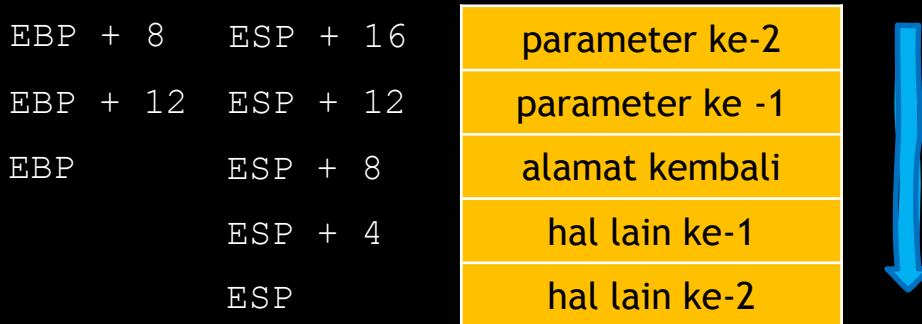 EBP + 8 ESP + 16 parameter ke-2
EBP + 12 ESP + 12 parameter ke -1
EBP ESP + 8 alamat kembali
ESP + 4 hal lain ke-1
ESP hal lain ke-2